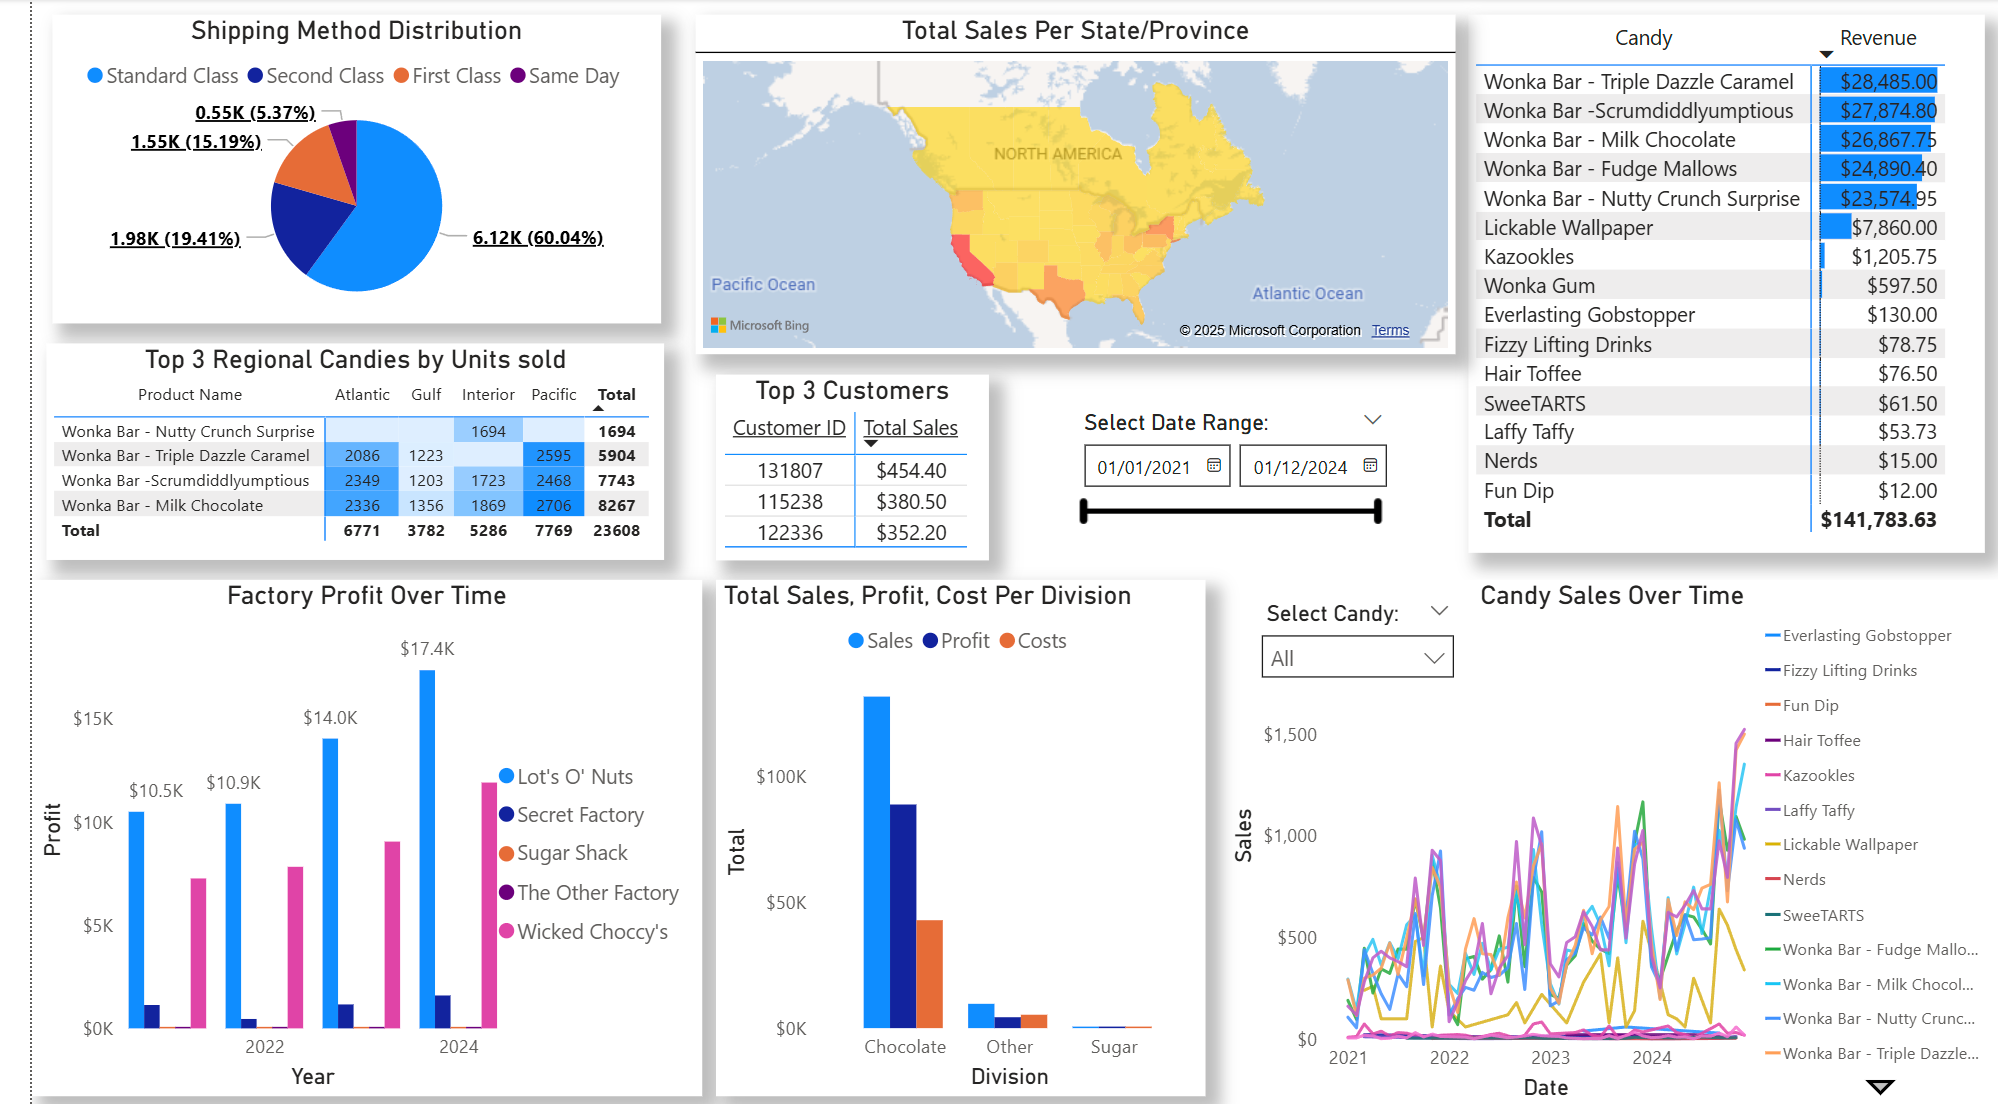 Shipping Method Distribution
Standard Class Second Class First Class Same Day
0.55K (5.37%)
1.55K (15.19%)
1.98K (19.41%)
6.12K (60.04%)
Total Sales Per State/Province
NORTH AMERICA
Pacific Ocean
Atlantic Ocean
Microsoft Bing
© 2025 Microsoft Corporation Terms
Candy Revenue
Wonka Bar - Triple Dazzle Caramel $28,485.00
Wonka Bar -Scrumdiddlyumptious $27,874.80
Wonka Bar - Milk Chocolate $26,867.75
Wonka Bar - Fudge Mallows $24,890.40
Wonka Bar - Nutty Crunch Surprise $23,574.95
Lickable Wallpaper $7,860.00
Kazookles $1,205.75
Wonka Gum $597.50
Everlasting Gobstopper $130.00
Fizzy Lifting Drinks $78.75
Hair Toffee $76.50
SweeTARTS $61.50
Laffy Taffy $53.73
Nerds $15.00
Fun Dip $12.00
Total $141,783.63
Top 3 Regional Candies by Units sold
Product Name Atlantic Gulf Interior Pacific Total
Wonka Bar - Nutty Crunch Surprise 1694 1694
Wonka Bar - Triple Dazzle Caramel 2086 1223 2595 5904
Wonka Bar -Scrumdiddlyumptious 2349 1203 1723 2468 7743
Wonka Bar - Milk Chocolate 2336 1356 1869 2706 8267
Total 6771 3782 5286 7769 23608
Top 3 Customers
Customer ID Total Sales
131807 $454.40
115238 $380.50
122336 $352.20
Select Date Range:
01/01/2021 01/12/2024
Factory Profit Over Time
$17.4K
$14.0K
$10.9K
$10.5K
$15K
$10K
$5K
$0K
Profit
2022 2024
Year
Lot's O' Nuts
Secret Factory
Sugar Shack
The Other Factory
Wicked Choccy's
Total Sales, Profit, Cost Per Division
Sales Profit Costs
$100K
$50K
$0K
Total
Chocolate Other Sugar
Division
Select Candy:
All
Candy Sales Over Time
$1,500
$1,000
$500
$0
Sales
2021 2022 2023 2024
Date
Everlasting Gobstopper
Fizzy Lifting Drinks
Fun Dip
Hair Toffee
Kazookles
Laffy Taffy
Lickable Wallpaper
Nerds
SweeTARTS
Wonka Bar - Fudge Mallo...
Wonka Bar - Milk Chocol...
Wonka Bar - Nutty Crunc...
Wonka Bar - Triple Dazzle...